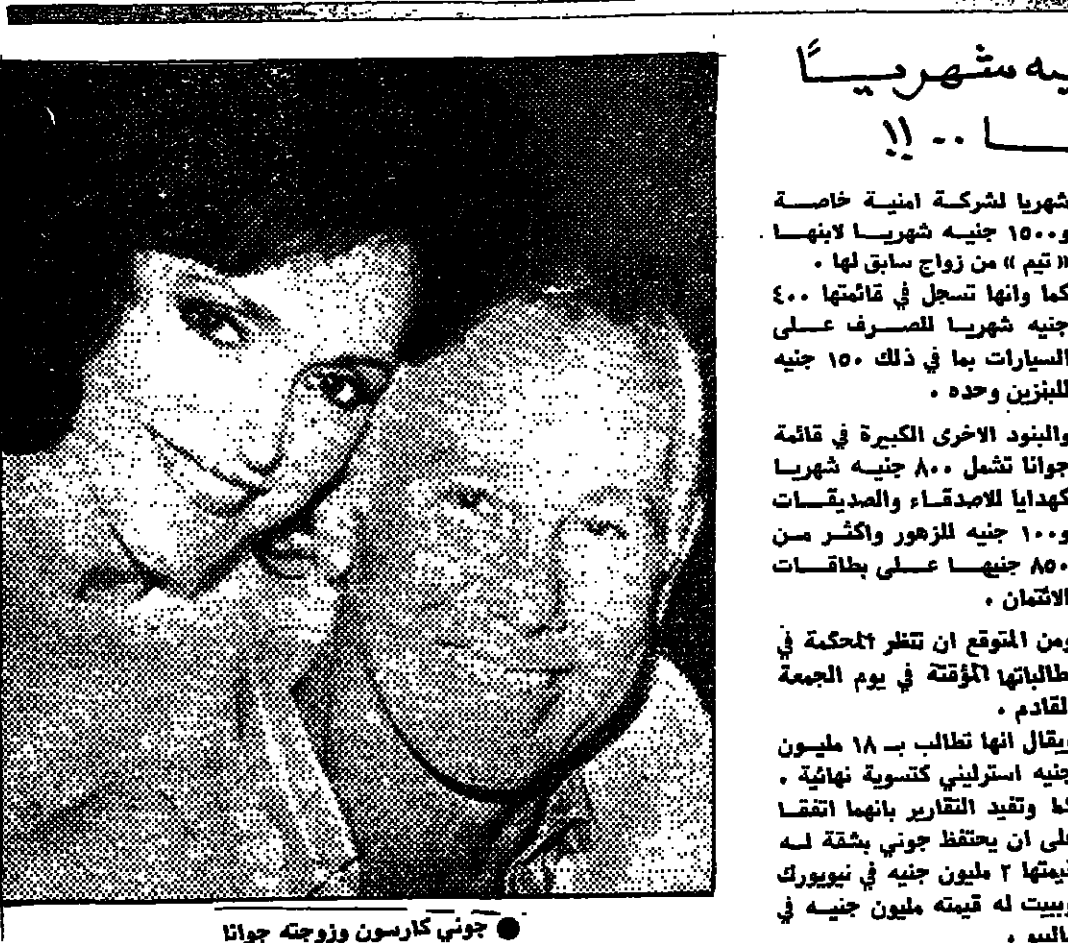 شهريًا
ـا .. !!
شهريا لشركة امنية خاصة
و١٥٠٠ جنيه شهريا لابنها
« تيم » من زواج سابق لها .
كما وانها تسجل في قائمتها ٤٠٠
جنيه شهريا للصرف على
السيارات بما في ذلك ١٥٠ جنيه
للبنزين وحده .
والبنود الاخرى الكبيرة في قائمة
جوانا تشمل ٨٠٠ جنيه شهريا
كهدايا للاصدقاء والصديقات
و١٠٠ جنيه للزهور واكثر من
٨٥٠ جنيها على بطاقات
الائتمان .
ومن المتوقع ان تنظر المحكمة في
طالباتها المؤقتة في يوم الجمعة
القادم .
ويقال انها تطالب بـ ١٨ مليون
جنيه استرليني كتسوية نهائية .
كما وتفيد التقارير بانهما اتفقا
على ان يحتفظ جوني بشقة له
قيمتها ٢ مليون جنيه في نيويورك
وبيت له قيمته مليون جنيه في
● جوني كارسون وزوجته جوانا